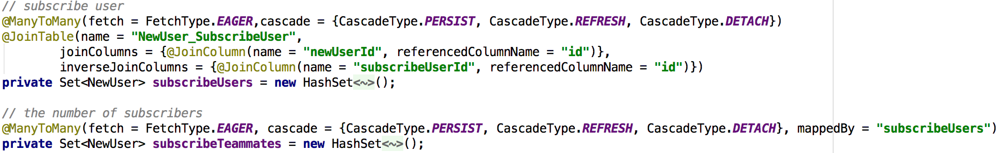 // subscribe user
@ManyToMany(fetch = FetchType.EAGER,cascade = {CascadeType.PERSIST, CascadeType.REFRESH, CascadeType.DETACH})
@JoinTable(name = "NewUser_SubscribeUser",
joinColumns = {@JoinColumn(name = "newUserId", referencedColumnName = "id")},
inverseJoinColumns = {@JoinColumn(name = "subscribeUserId", referencedColumnName = "id")})
private Set<NewUser> subscribeUsers = new HashSet<~>();
// the number of subscribers
@ManyToMany(fetch = FetchType.EAGER, cascade = {CascadeType.PERSIST, CascadeType.REFRESH, CascadeType.DETACH}, mappedBy = "subscribeUsers")
private Set<NewUser> subscribeTeammates = new HashSet<~>();